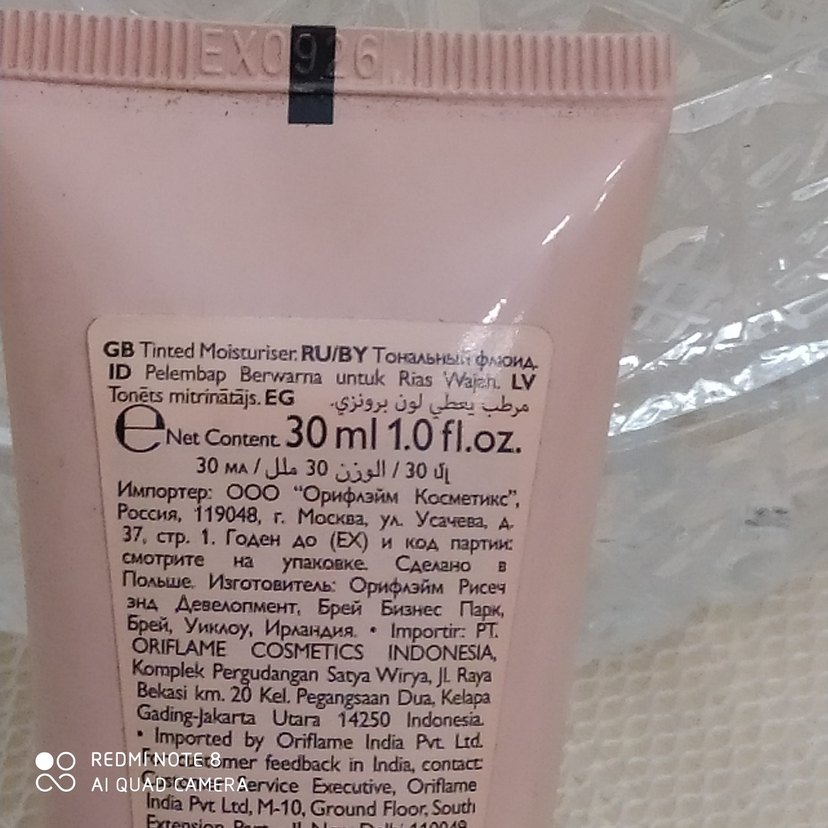 EX0926
GB Tinted Moisturiser. RU/BY Тональный флюид.
ID Pelembap Berwarna untuk Rias Wajah. LV
Tonēts mitrinātājs. EG مرطب يعطي لون برونزي.
e Net Content. 30 ml 1.0 fl.oz.
30 мл / الوزن 30 ملل / 30
Импортер: ООО “Орифлэйм Косметикс”,
Россия, 119048, г. Москва, ул. Усачева, д.
37, стр. 1. Годен до (EX) и код партии:
смотрите на упаковке. Сделано в
Польше. Изготовитель: Орифлэйм Рисеч
энд Девелопмент, Брей Бизнес Парк,
Брей, Уиклоу, Ирландия. • Importir: PT.
ORIFLAME COSMETICS INDONESIA,
Komplek Pergudangan Satya Wirya, Jl. Raya
Bekasi km. 20 Kel. Pegangsaan Dua, Kelapa
Gading-Jakarta Utara 14250 Indonesia.
• Imported by Oriflame India Pvt. Ltd.
For customer feedback in India, contact:
Customer Service Executive, Oriflame
India Pvt Ltd, M-10, Ground Floor, South
Extension New Delhi 110049
REDMI NOTE 8
AI QUAD CAMERA